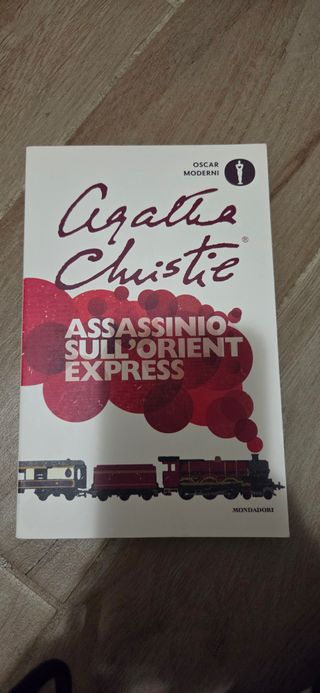 OSCAR
MODERNI
Agatha
Christie®
ASSASSINIO
SULL'ORIENT
EXPRESS
MONDADORI